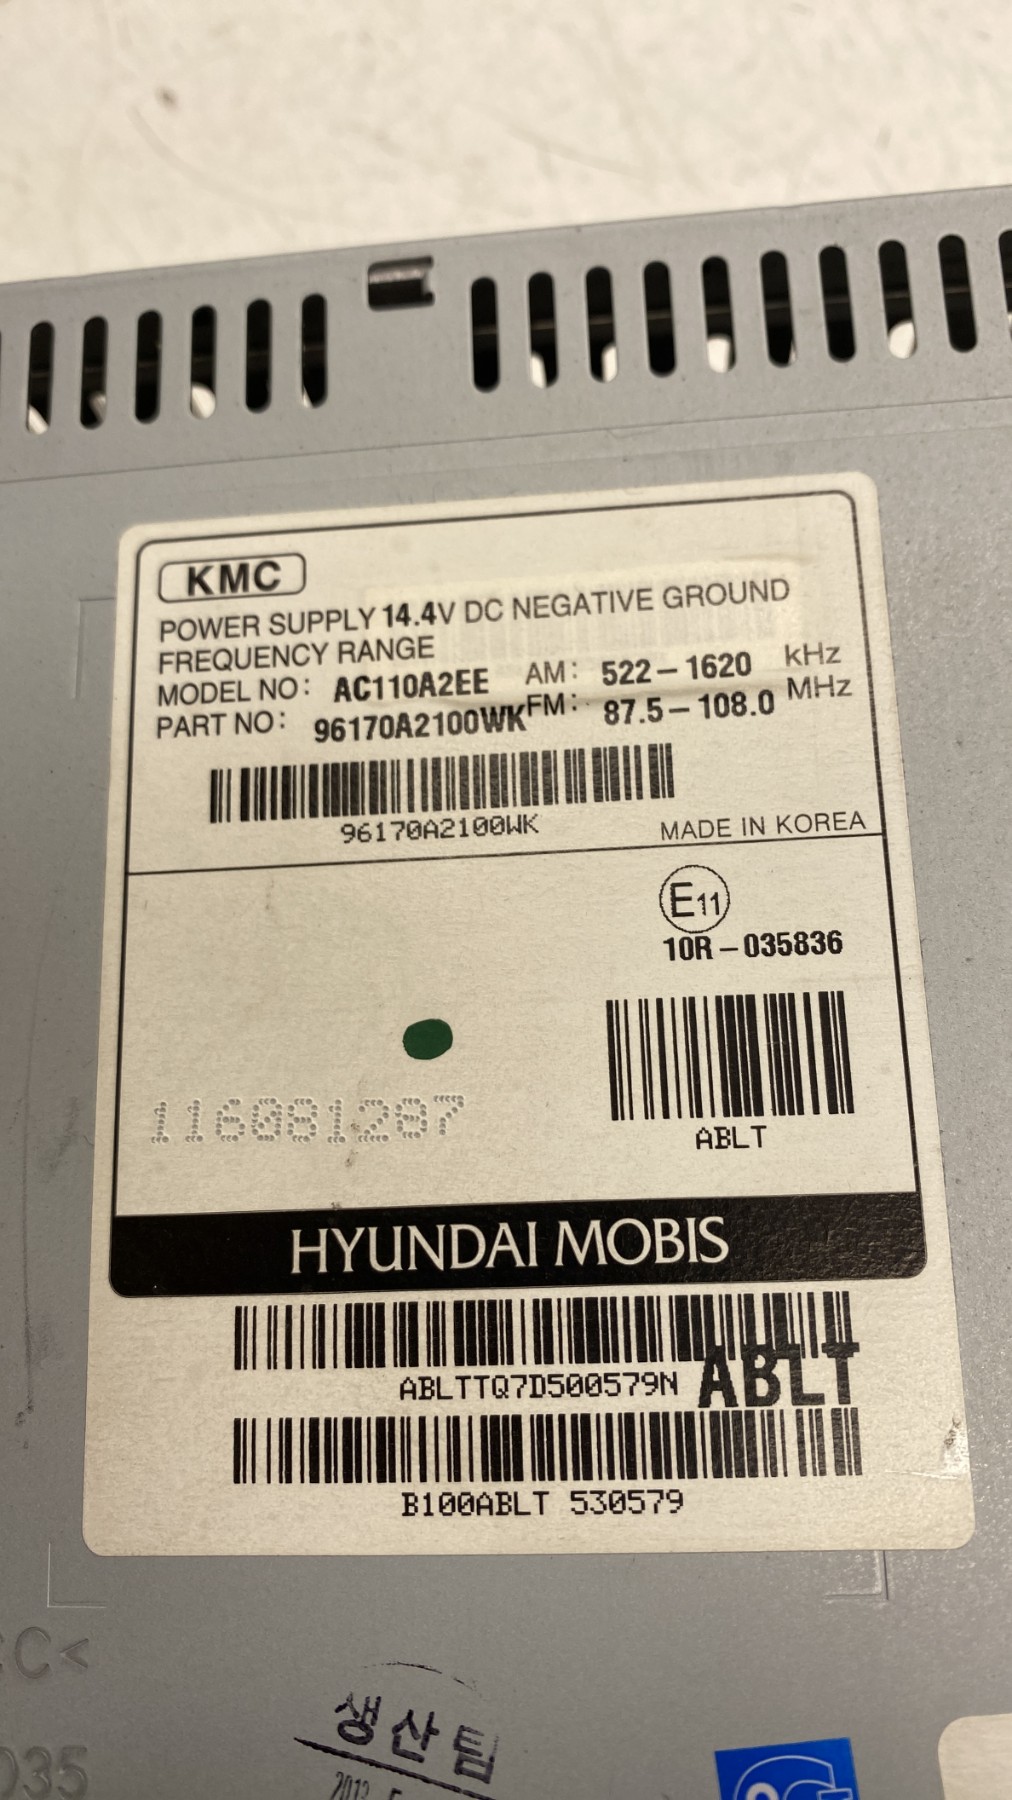 KMC
POWER SUPPLY 14.4V DC NEGATIVE GROUND
FREQUENCY RANGE
MODEL NO: AC110A2EE AM: 522-1620 kHz
PART NO: 96170A2100WK FM: 87.5-108.0 MHz
96170A2100WK
MADE IN KOREA
E11
10R-035836
116081287
ABLT
HYUNDAI MOBIS
ABLTTQ7D500579N ABLT
B100ABLT 530579
C<
035
생산팀